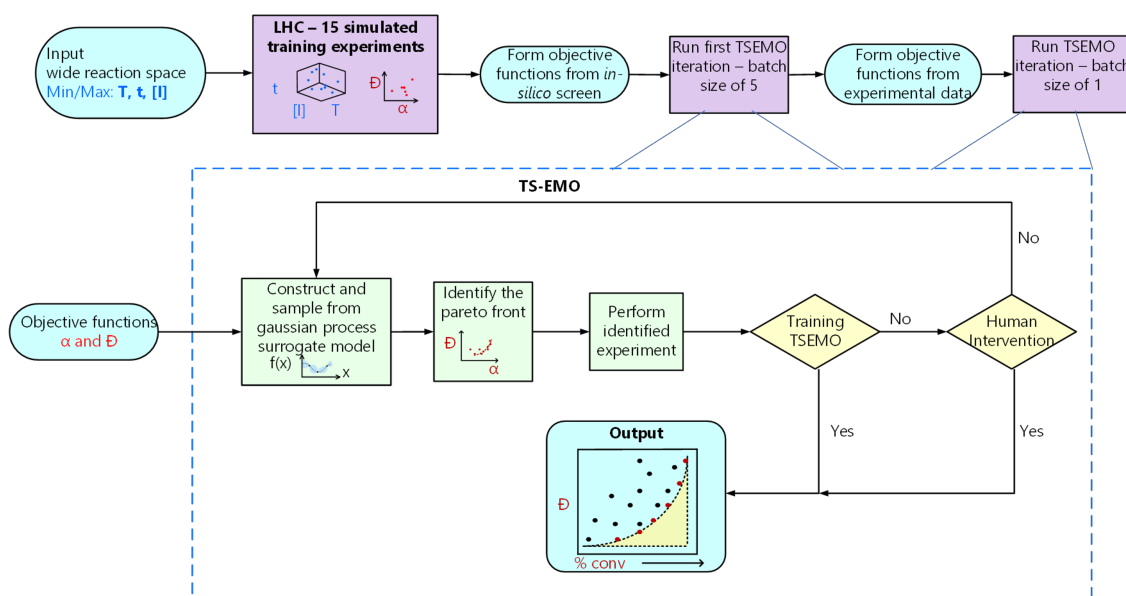 Input
wide reaction space
Min/Max: T, t, [I]
LHC – 15 simulated
training experiments
t
[I]
T
Đ
α
Form objective
functions from in-
silico screen
Run first TSEMO
iteration – batch
size of 5
Form objective
functions from
experimental data
Run TSEMO
iteration – batch
size of 1
TS-EMO
No
Objective functions
α and Đ
Construct and
sample from
gaussian process
surrogate model
f(x)
x
Identify the
pareto front
Đ
α
Perform
identified
experiment
Training
TSEMO
No
Human
Intervention
Yes
Yes
Output
Đ
% conv